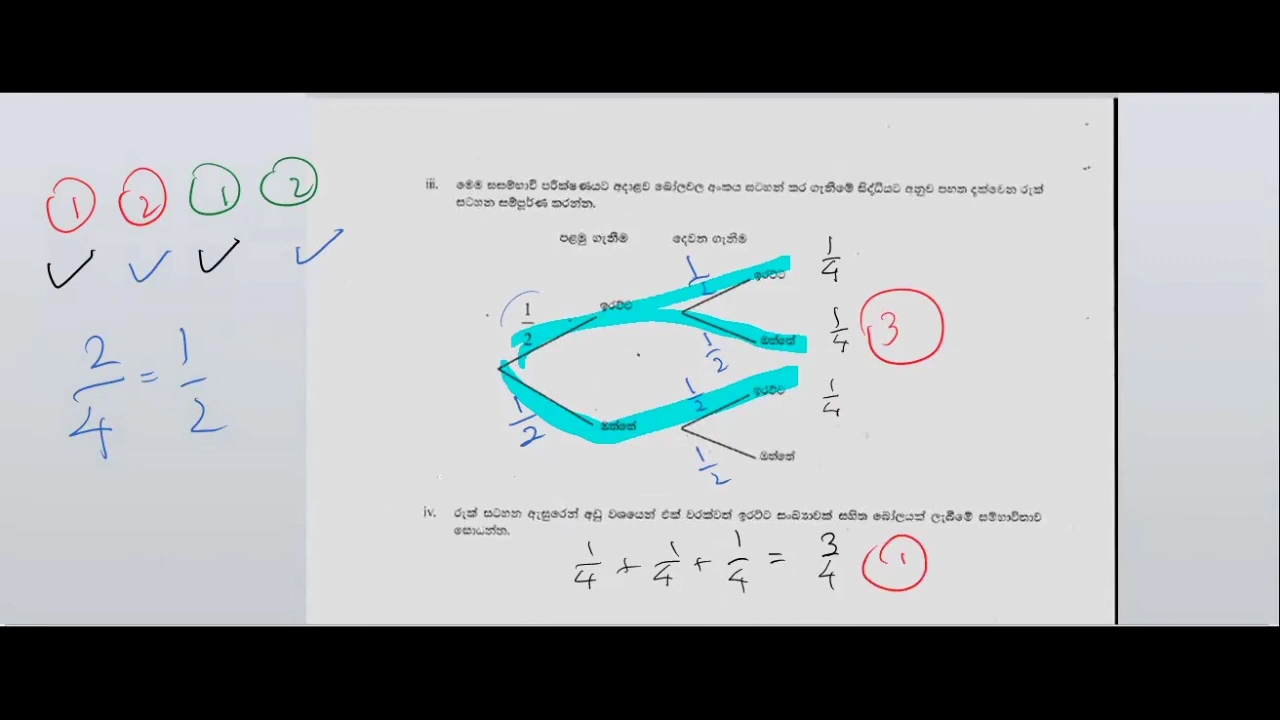 1 2 1 2
2/4 = 1/2
iii. මෙම සසම්භාවී පරීක්ෂණයට අදාළව බෝලවල අංකය සටහන් කර ගැනීමේ සිද්ධියට අනුව පහත දැක්වෙන රුක්
සටහන සම්පූර්ණ කරන්න.
පළමු ගැනීම දෙවන ගැනීම
1/2 ඉරට්ට 1/2 ඉරට්ට 1/4
1/2 ඔත්තේ 1/4 3
1/2 ඔත්තේ 1/2 ඉරට්ට 1/4
1/2 ඔත්තේ
iv. රුක් සටහන ඇසුරෙන් අඩු වශයෙන් එක් වරක්වත් ඉරට්ට සංඛ්‍යාවක් සහිත බෝලයක් ලැබීමේ සම්භාවිතාව
සොයන්න.
1/4 + 1/4 + 1/4 = 3/4 1